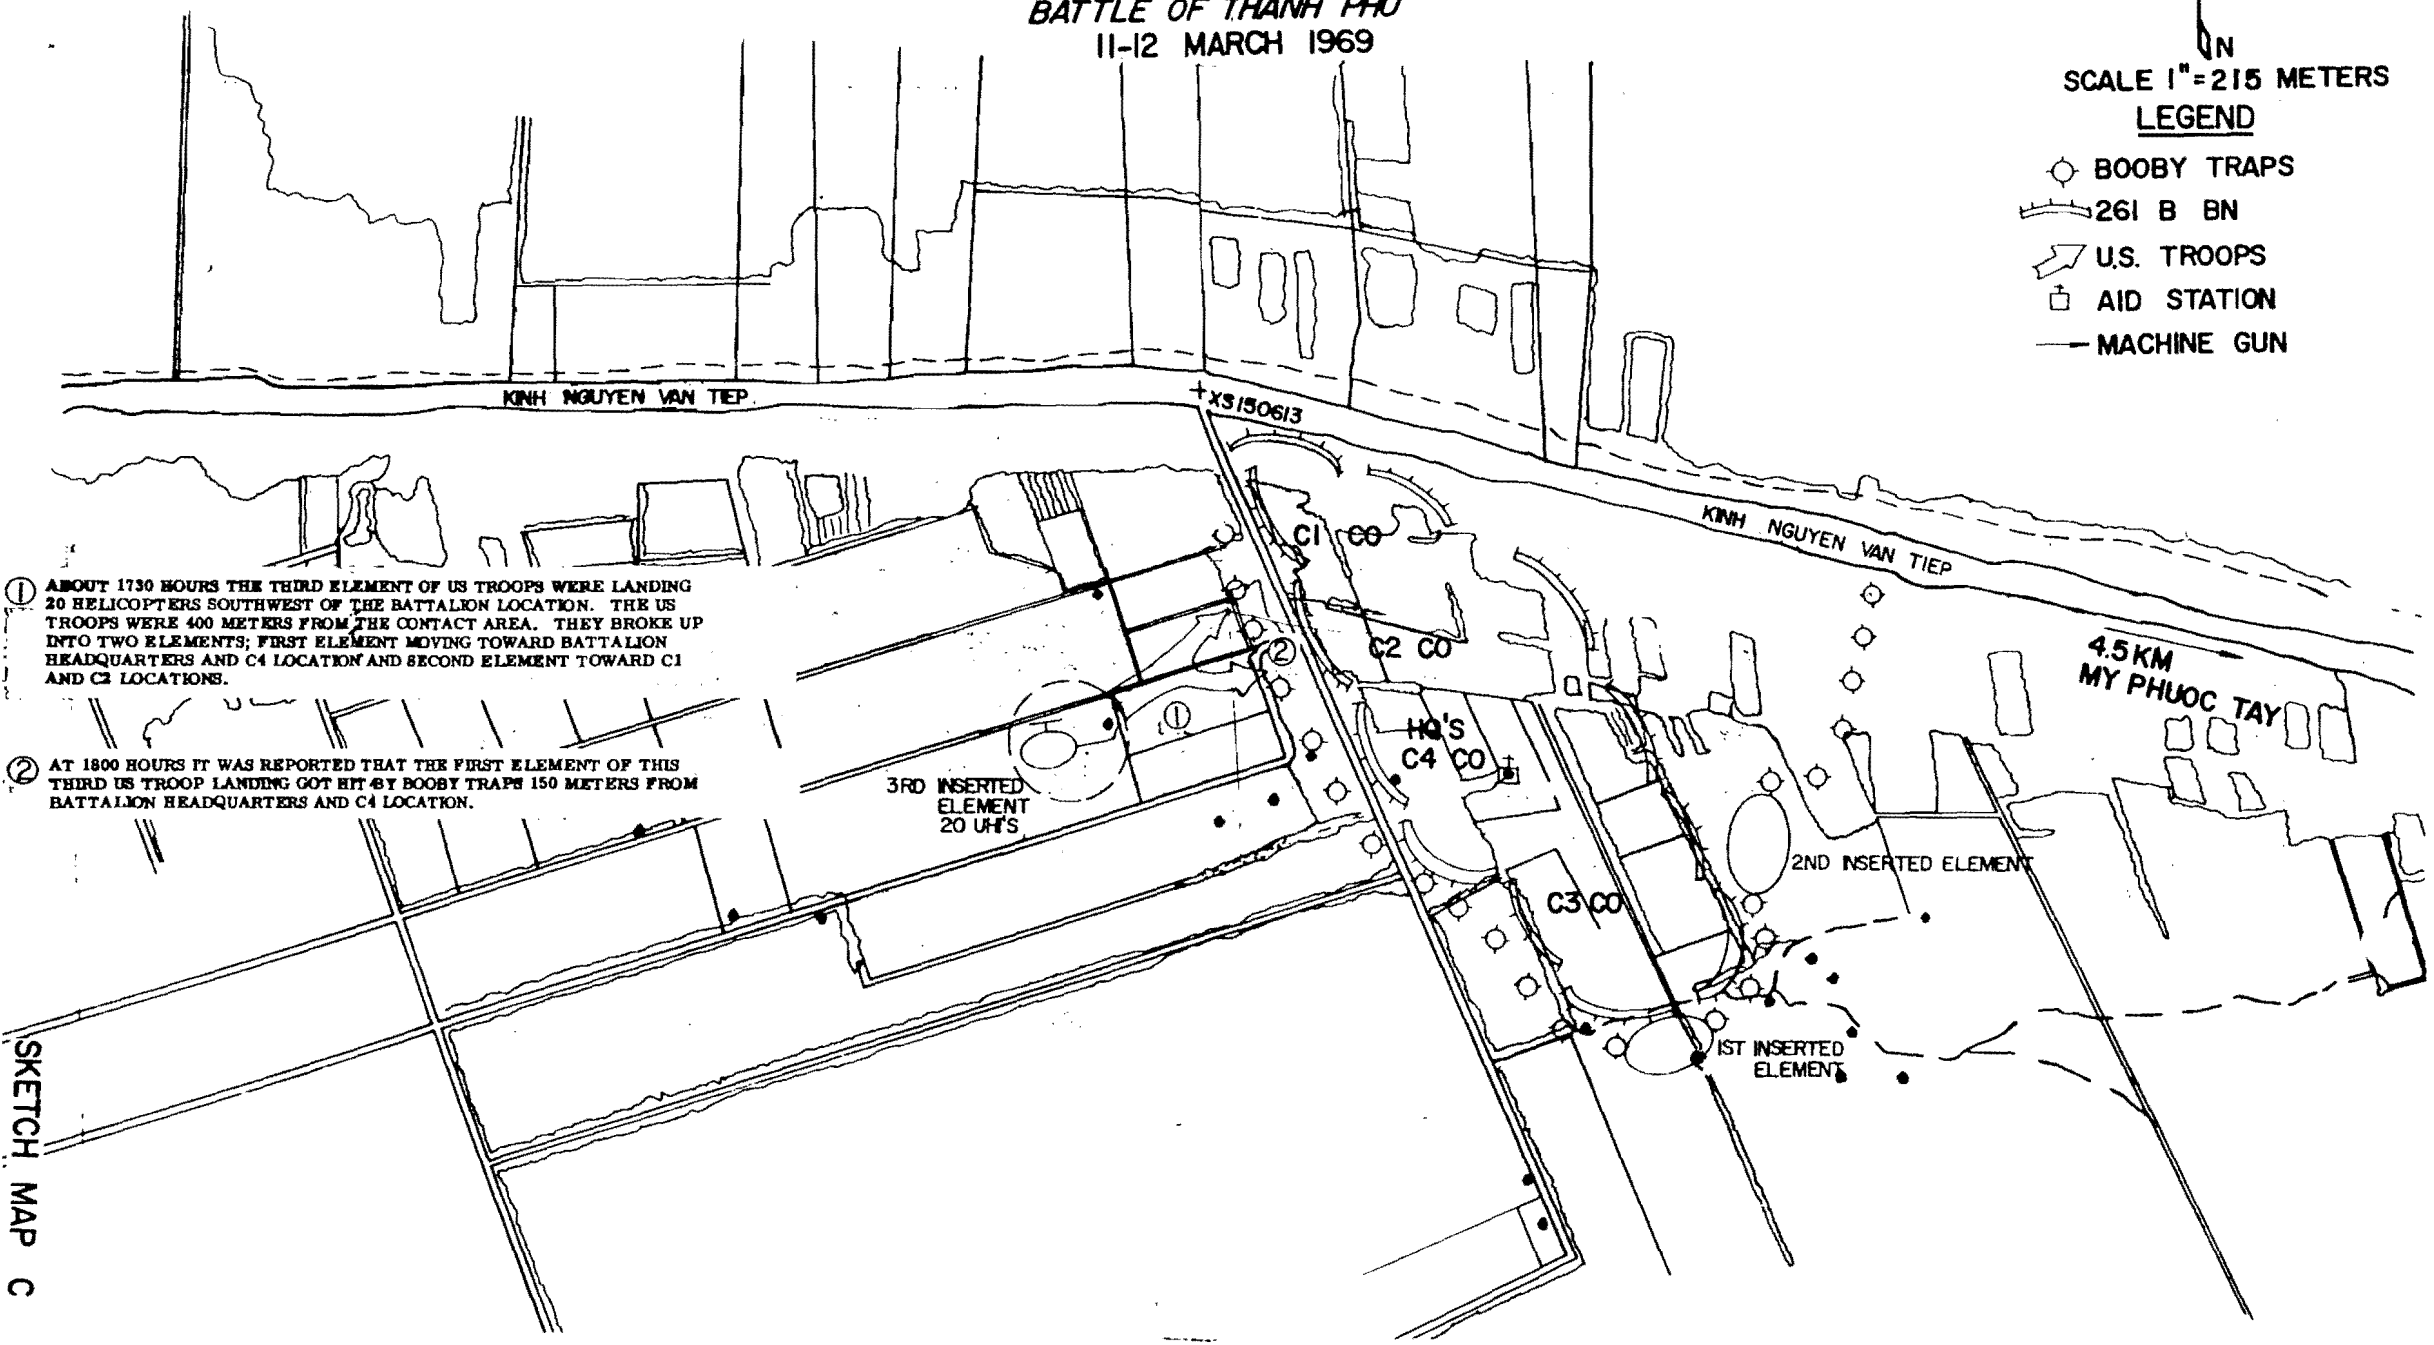 BATTLE OF THANH PHU
11-12 MARCH 1969
N
SCALE 1"=215 METERS
LEGEND
BOOBY TRAPS
261 B BN
U.S. TROOPS
AID STATION
MACHINE GUN
KINH NGUYEN VAN TIEP
XS150613
KINH NGUYEN VAN TIEP
C1 CO
C2 CO
4.5 KM
MY PHUOC TAY
1 ABOUT 1730 HOURS THE THIRD ELEMENT OF US TROOPS WERE LANDING
20 HELICOPTERS SOUTHWEST OF THE BATTALION LOCATION. THE US
TROOPS WERE 400 METERS FROM THE CONTACT AREA. THEY BROKE UP
INTO TWO ELEMENTS; FIRST ELEMENT MOVING TOWARD BATTALION
HEADQUARTERS AND C4 LOCATION AND SECOND ELEMENT TOWARD C1
AND C2 LOCATIONS.
2
1
HQ'S
C4 CO
2 AT 1800 HOURS IT WAS REPORTED THAT THE FIRST ELEMENT OF THIS
THIRD US TROOP LANDING GOT HIT BY BOOBY TRAPS 150 METERS FROM
BATTALION HEADQUARTERS AND C4 LOCATION.
3RD INSERTED
ELEMENT
20 UH'S
2ND INSERTED ELEMENT
C3 CO
1ST INSERTED
ELEMENT
SKETCH MAP C